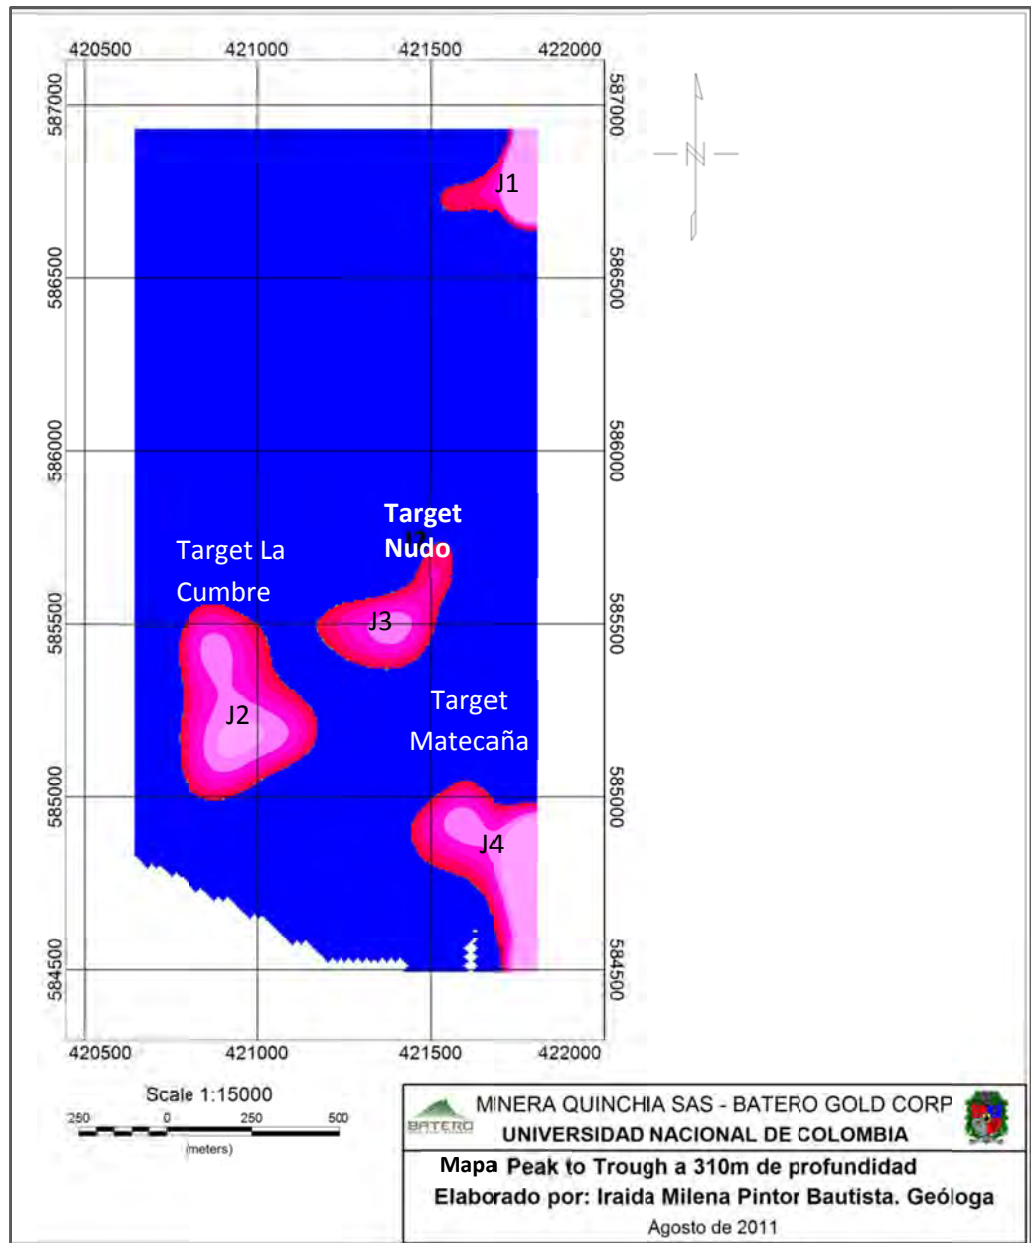 420500 421000 421500 422000
587000 587000
N
J1
586500 586500
586000 586000
Target
Nudo
Target La
Cumbre
585500 585500
J3
Target
Matecaña
J2
585000 585000
J4
584500 584500
420500 421000 421500 422000
Scale 1:15000
250 0 250 500
(meters)
BATERO
MINERA QUINCHIA SAS - BATERO GOLD CORP
UNIVERSIDAD NACIONAL DE COLOMBIA
Mapa Peak to Trough a 310m de profundidad
Elaborado por: Iraida Milena Pintor Bautista. Geóloga
Agosto de 2011